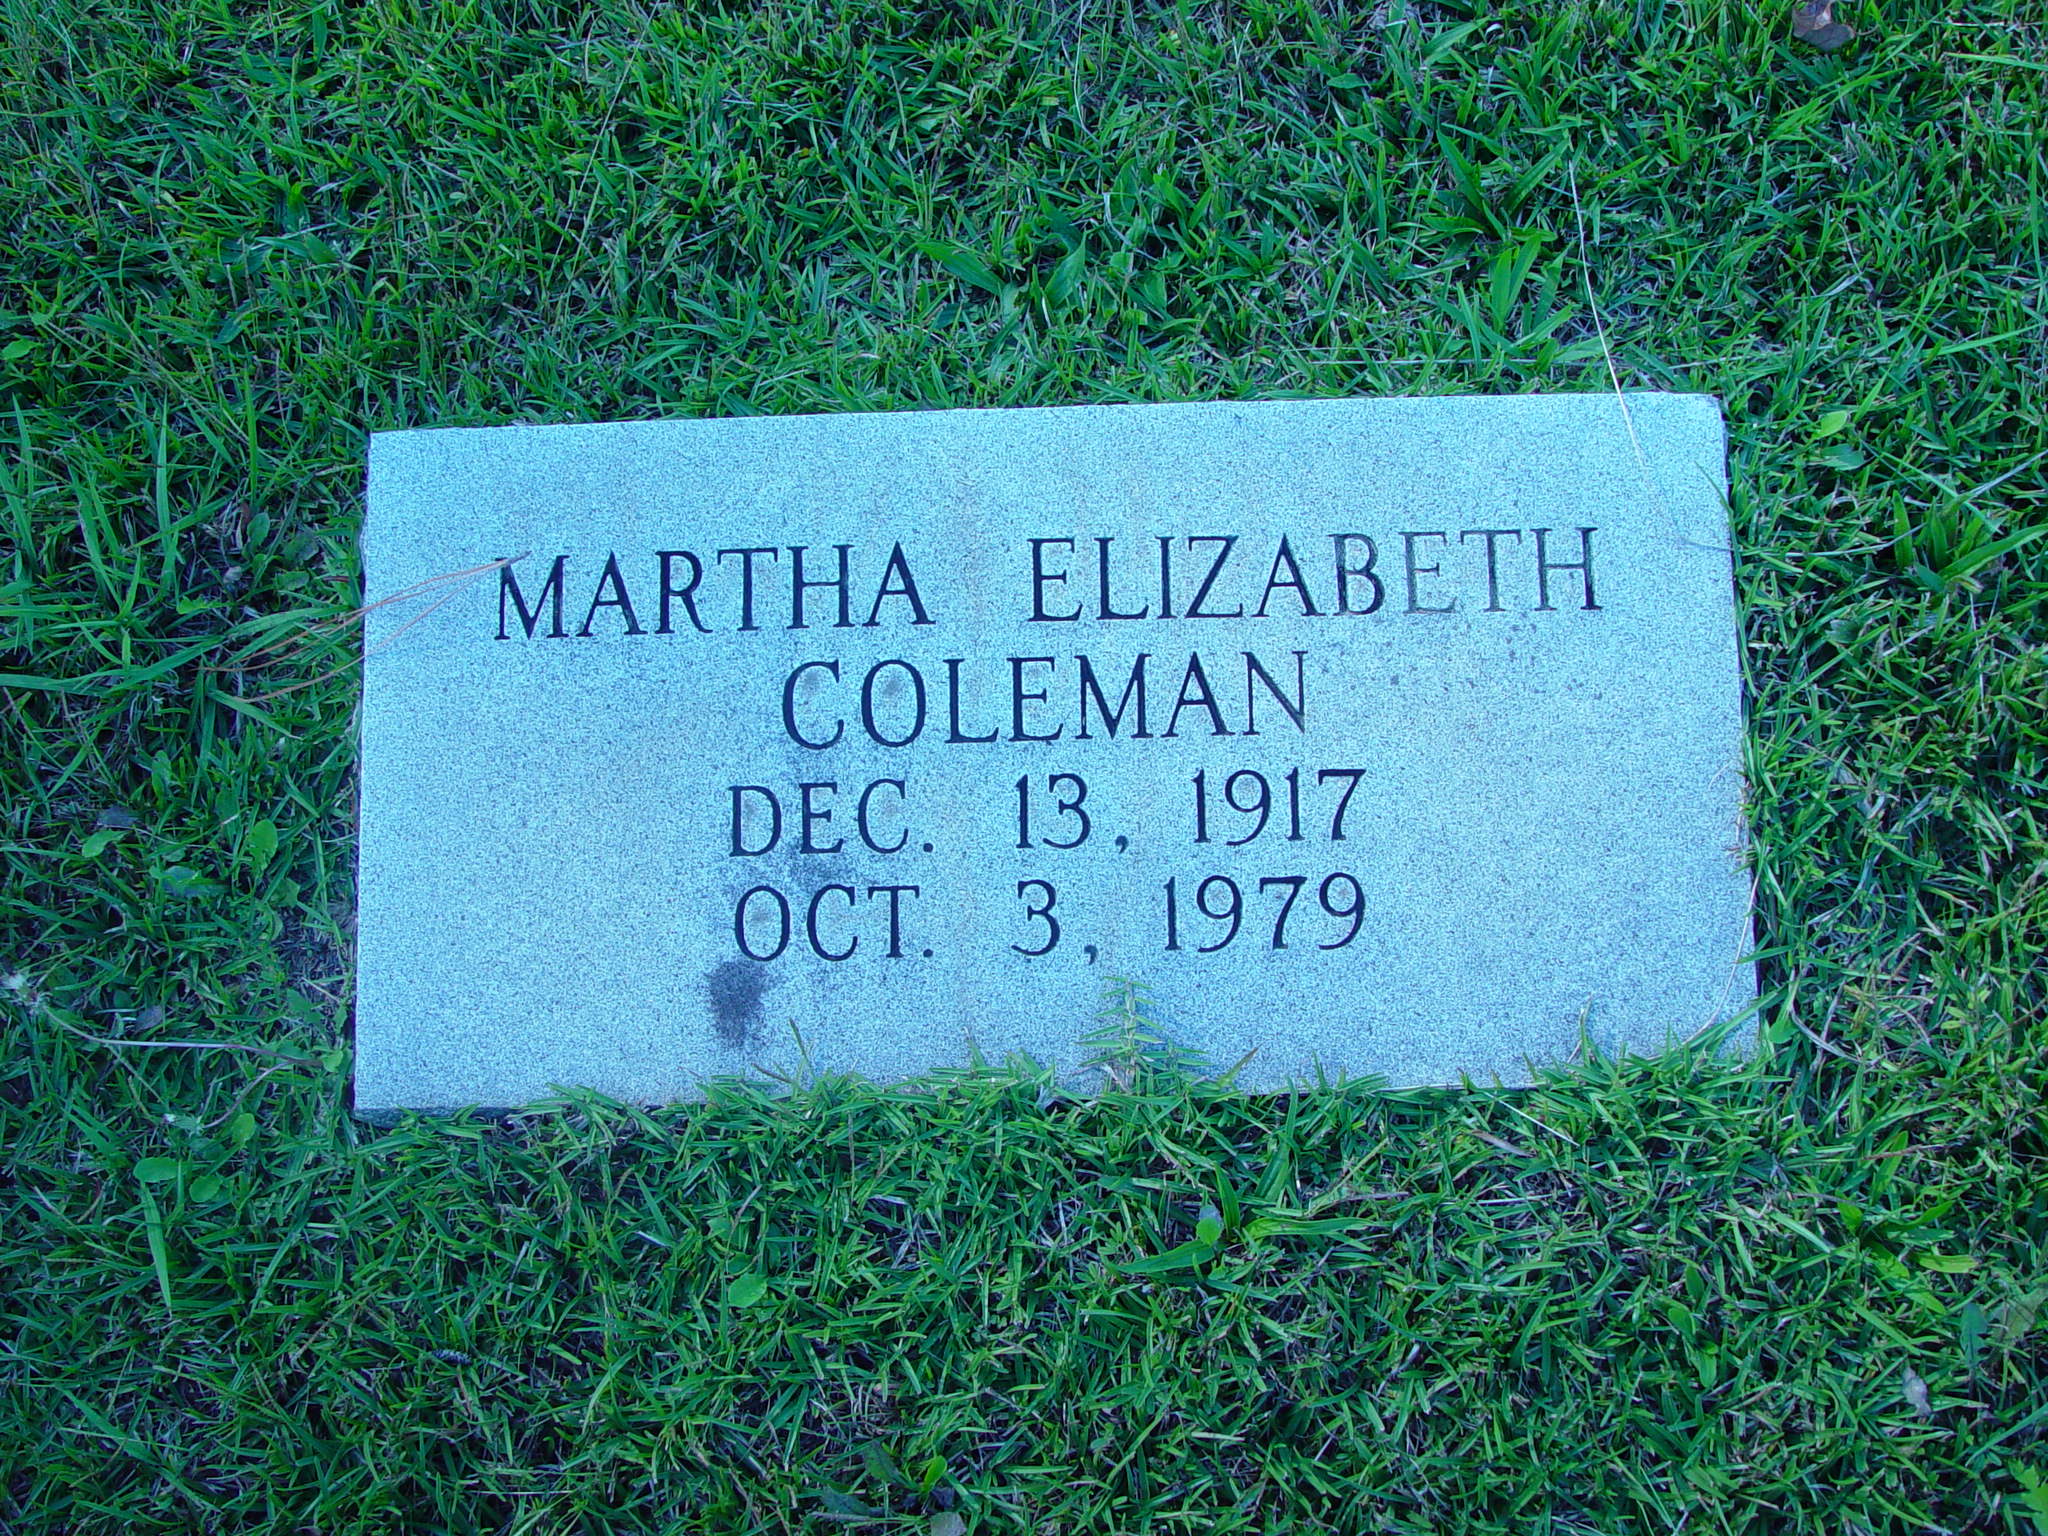 MARTHA ELIZABETH
COLEMAN
DEC. 13, 1917
OCT. 3, 1979